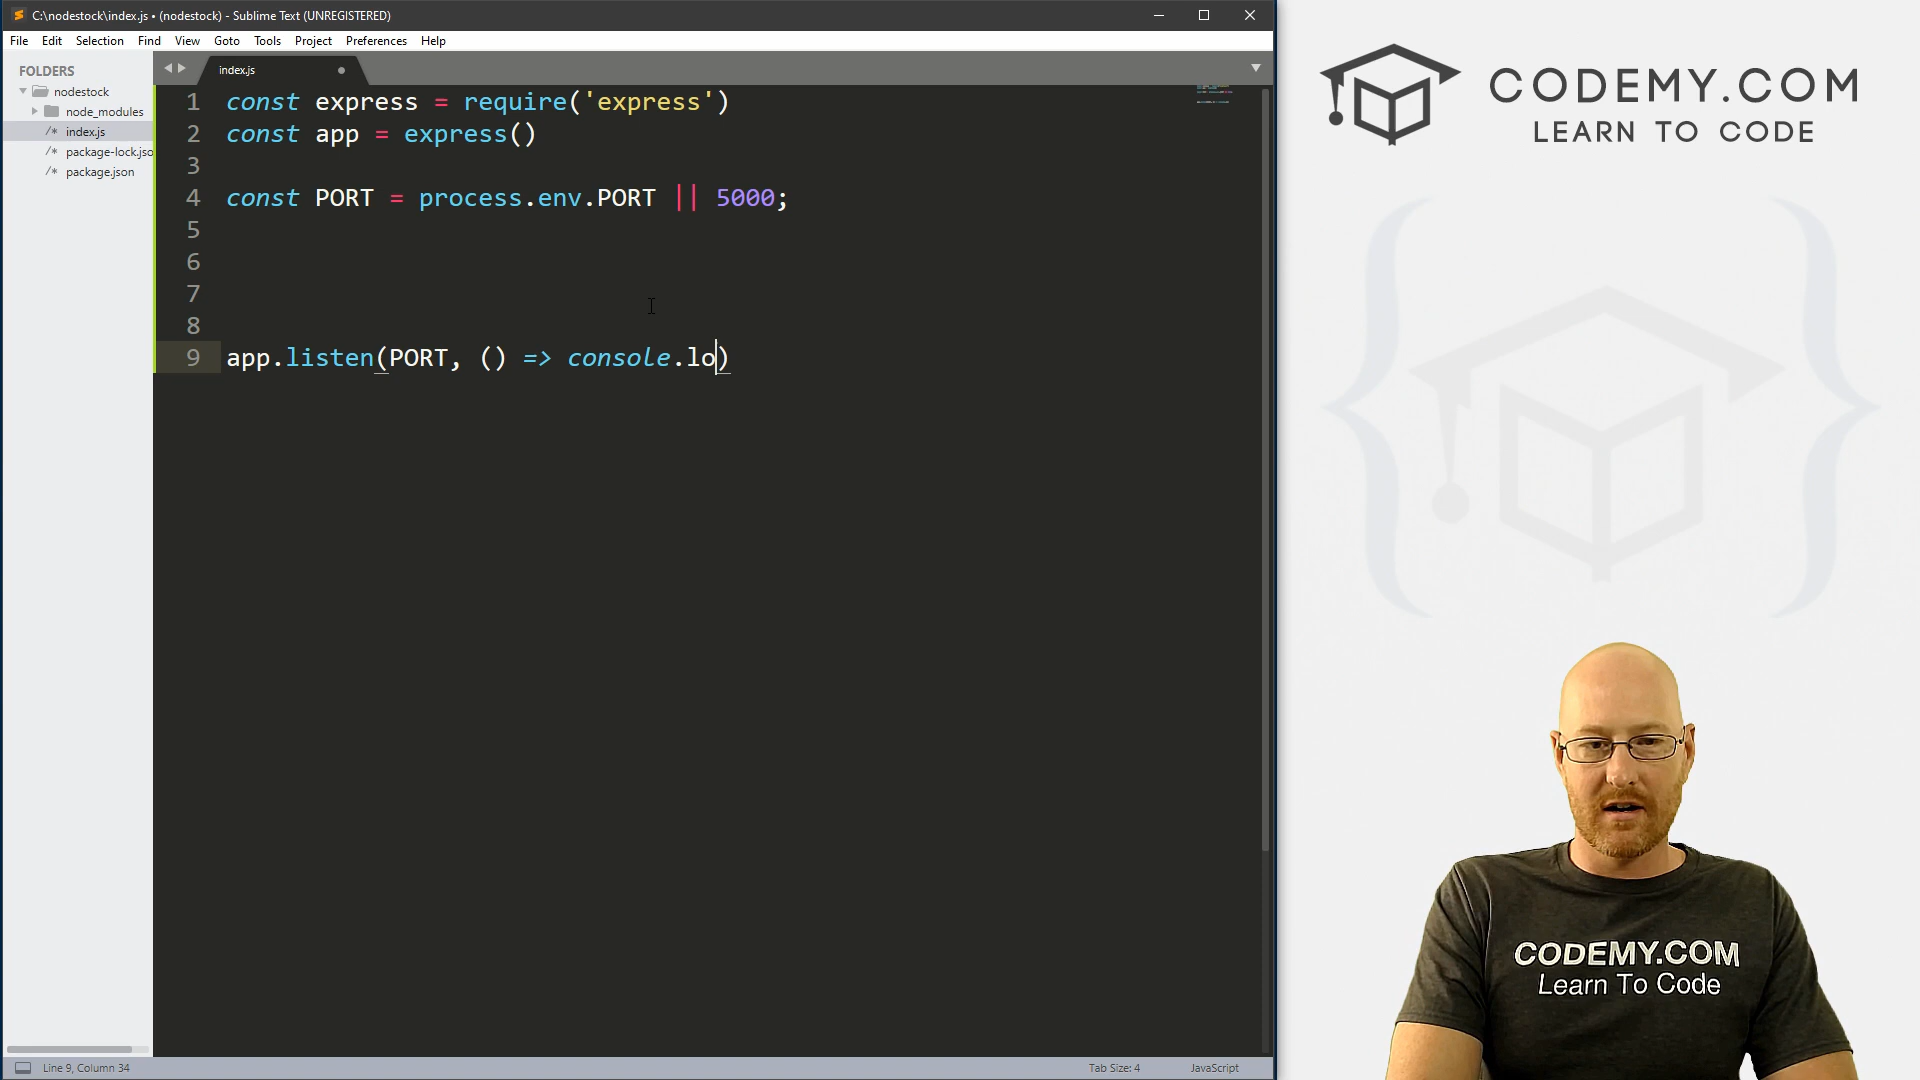 C:\nodestock\index.js • (nodestock) - Sublime Text (UNREGISTERED)
File Edit Selection Find View Goto Tools Project Preferences Help
FOLDERS
nodestock
node_modules
/* index.js
/* package-lock.jso
/* package.json
index.js
1 const express = require('express')
2 const app = express()
3
4 const PORT = process.env.PORT || 5000;
5
6
7
8
9 app.listen(PORT, () => console.lo)
Line 9, Column 34
Tab Size: 4
JavaScript
CODEMY.COM
LEARN TO CODE
CODEMY.COM
Learn To Code